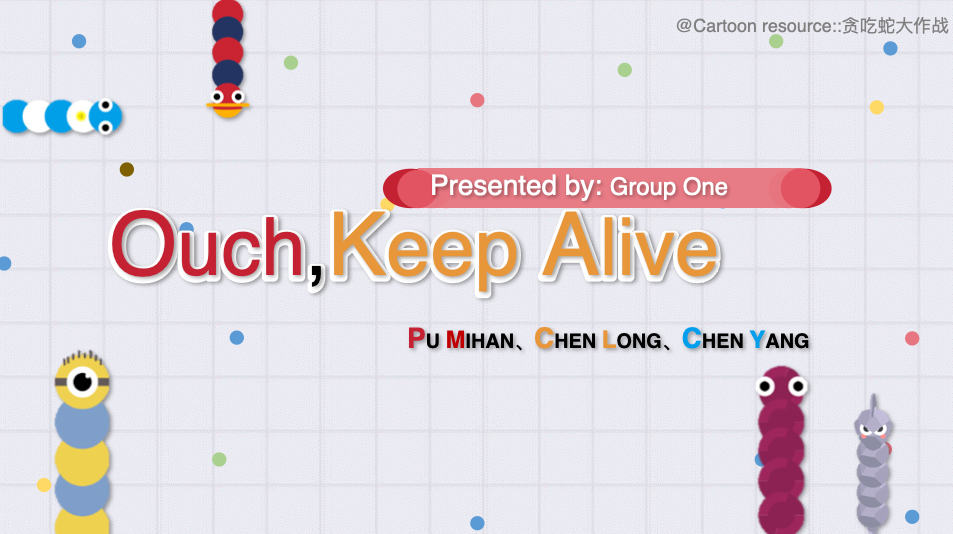 @Cartoon resource::贪吃蛇大作战
Presented by: Group One
Ouch,Keep Alive
PU MIHAN、CHEN LONG、CHEN YANG